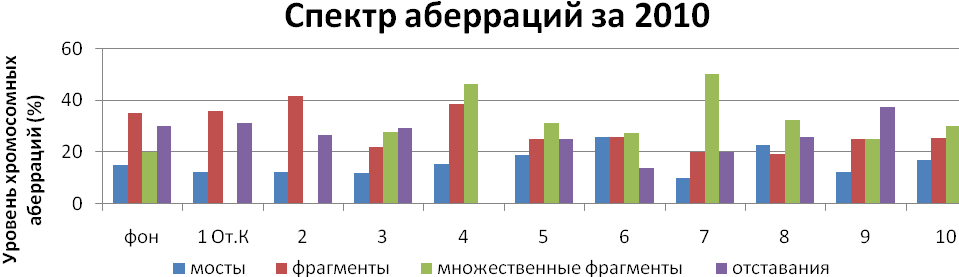 Спектр аберраций за 2010
Уровень хромосомных
аберраций (%)
60
40
20
0
фон 1 От.К 2 3 4 5 6 7 8 9 10
мосты фрагменты множественные фрагменты отставания